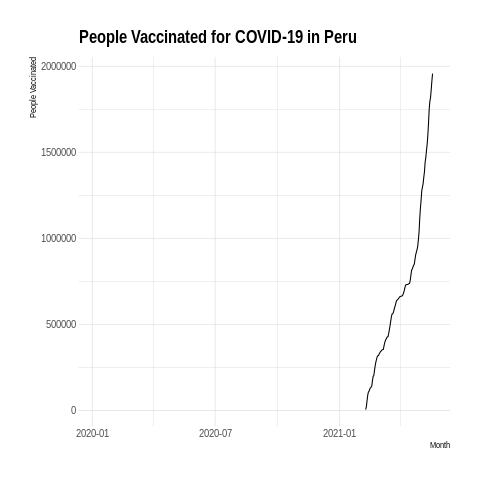 People Vaccinated for COVID-19 in Peru
People Vaccinated
2000000
1500000
1000000
500000
0
2020-01
2020-07
2021-01
Month